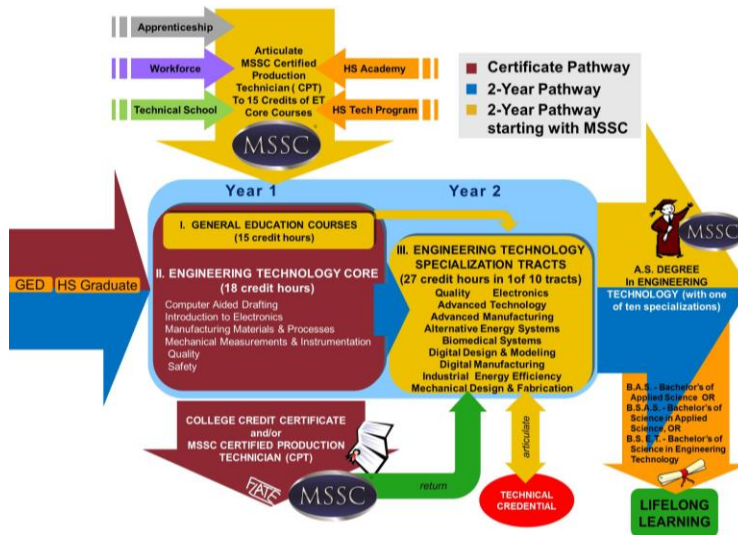 Apprenticeship
Workforce
Technical School
Articulate
MSSC Certified
Production
Technician ( CPT)
To 15 Credits of ET
Core Courses
HS Academy
HS Tech Program
MSSC
Certificate Pathway
2-Year Pathway
2-Year Pathway
starting with MSSC
Year 1
Year 2
GED
HS Graduate
I. GENERAL EDUCATION COURSES
(15 credit hours)
II. ENGINEERING TECHNOLOGY CORE
(18 credit hours)
Computer Aided Drafting
Introduction to Electronics
Manufacturing Materials & Processes
Mechanical Measurements & Instrumentation
Quality
Safety
III. ENGINEERING TECHNOLOGY
SPECIALIZATION TRACTS
(27 credit hours in 1of 10 tracts)
Quality Electronics
Advanced Technology
Advanced Manufacturing
Alternative Energy Systems
Biomedical Systems
Digital Design & Modeling
Digital Manufacturing
Industrial Energy Efficiency
Mechanical Design & Fabrication
MSSC
A.S. DEGREE
In ENGINEERING
TECHNOLOGY (with one
of ten specializations)
B.A.S. - Bachelor's of
Applied Science OR
B.S.A.S. - Bachelor's of
Science in Applied
Science, OR
B.S. E.T. - Bachelor's of
Science in Engineering
Technology
LIFELONG
LEARNING
COLLEGE CREDIT CERTIFICATE
and/or
MSSC CERTIFIED PRODUCTION
TECHNICIAN (CPT)
FLATE
MSSC
return
articulate
TECHNICAL
CREDENTIAL